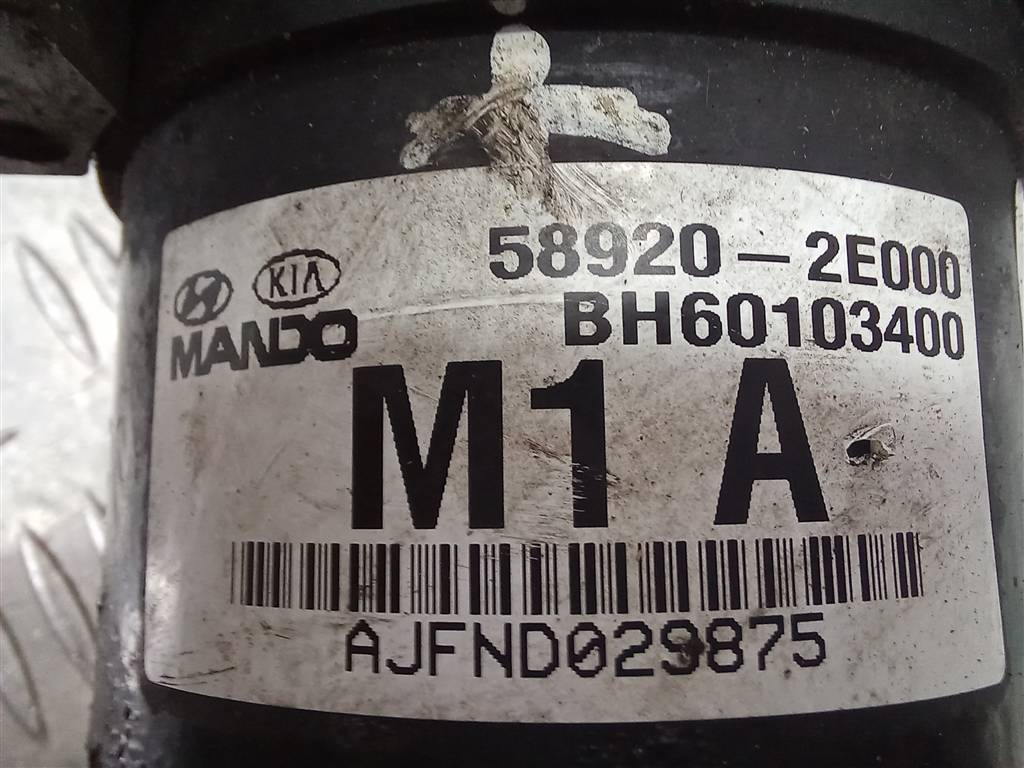 58920-2E000
KIA
MANDO
BH60103400
M1 A
AJFND029875